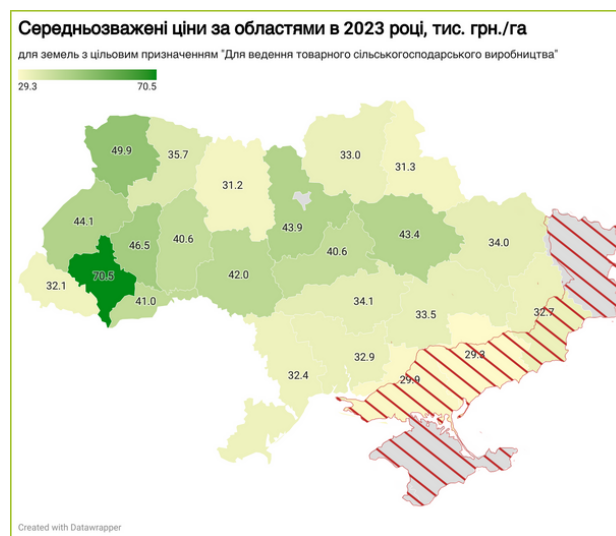 Середньозважені ціни за областями в 2023 році, тис. грн./га
для земель з цільовим призначенням "Для ведення товарного сільськогосподарського виробництва"
29.3 70.5
49.9 35.7 31.2 33.0 31.3
44.1 46.5 40.6 43.9 43.4
40.6 34.0
70.5 42.0
32.1 41.0
34.1 33.5 32.7
32.9 29.3
32.4 29.9
Created with Datawrapper